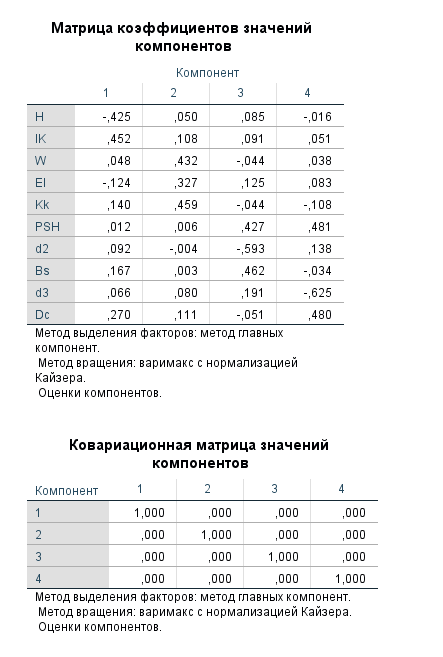 Матрица коэффициентов значений
компонентов
Компонент
1 2 3 4
H -,425 ,050 ,085 -,016
IK ,452 ,108 ,091 ,051
W ,048 ,432 -,044 ,038
EI -,124 ,327 ,125 ,083
Kk ,140 ,459 -,044 -,108
PSH ,012 ,006 ,427 ,481
d2 ,092 -,004 -,593 ,138
Bs ,167 ,003 ,462 -,034
d3 ,066 ,080 ,191 -,625
Dc ,270 ,111 -,051 ,480
Метод выделения факторов: метод главных
компонент.
Метод вращения: варимакс с нормализацией
Кайзера.
Оценки компонентов.
Ковариационная матрица значений
компонентов
Компонент 1 2 3 4
1 1,000 ,000 ,000 ,000
2 ,000 1,000 ,000 ,000
3 ,000 ,000 1,000 ,000
4 ,000 ,000 ,000 1,000
Метод выделения факторов: метод главных компонент.
Метод вращения: варимакс с нормализацией Кайзера.
Оценки компонентов.